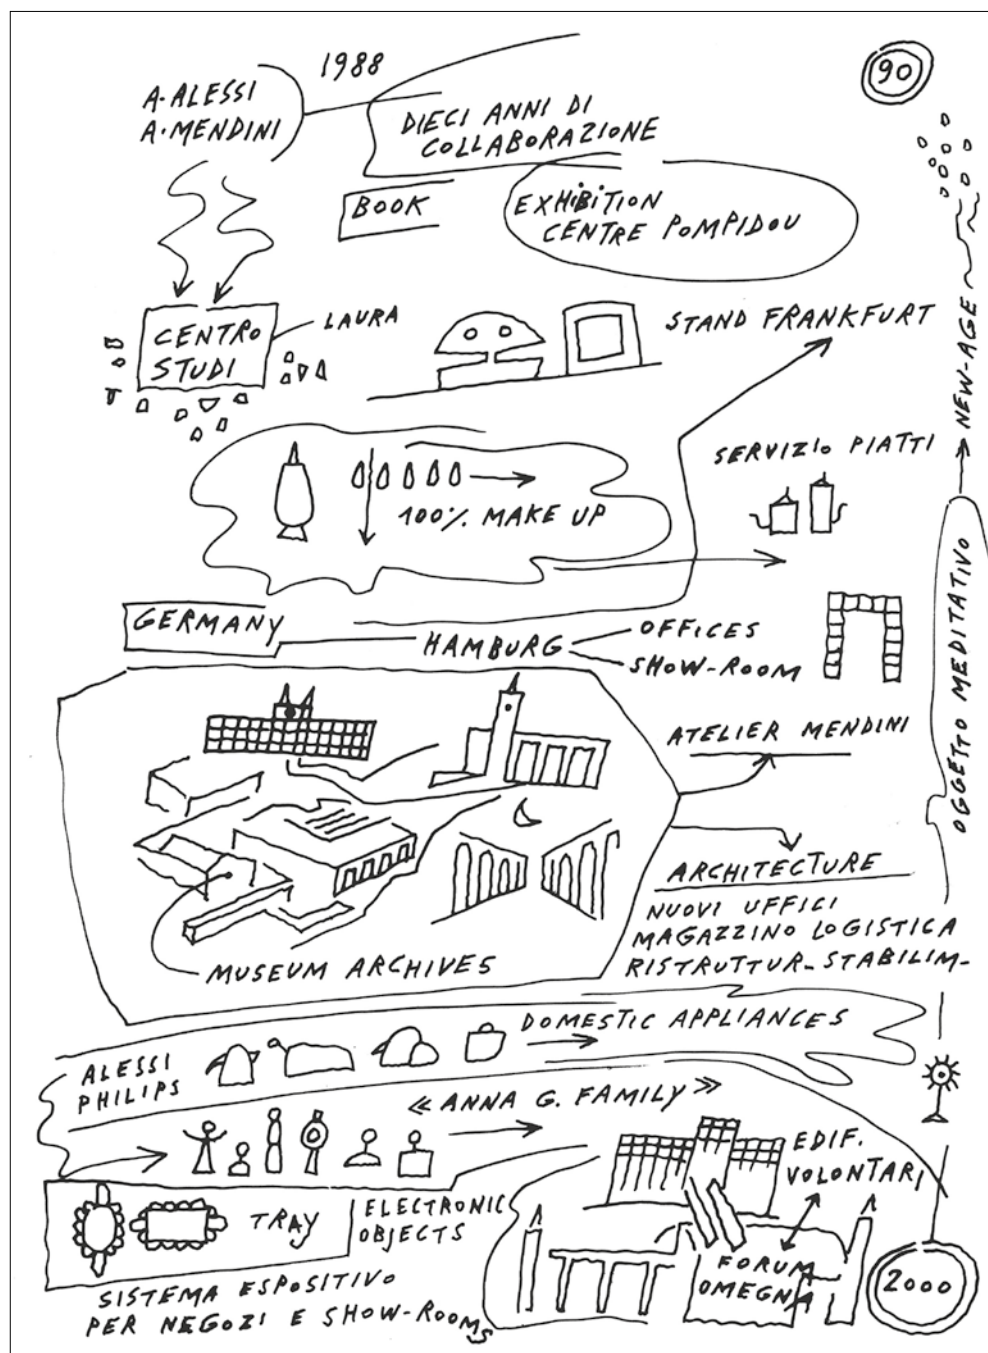 1988
90
A. ALESSI
A. MENDINI
DIECI ANNI DI
COLLABORAZIONE
BOOK
EXHIBITION
CENTRE POMPIDOU
CENTRO
STUDI
LAURA
STAND FRANKFURT
NEW-AGE
SERVIZIO PIATTI
100% MAKE UP
OGGETTO MEDITATIVO
GERMANY
HAMBURG
OFFICES
SHOW-ROOM
ATELIER MENDINI
ARCHITECTURE
NUOVI UFFICI
MAGAZZINO LOGISTICA
RISTRUTTUR- STABILIM-
MUSEUM ARCHIVES
DOMESTIC APPLIANCES
ALESSI
PHILIPS
« ANNA G. FAMILY »
EDIF.
VOLONTARI
TRAY
ELECTRONIC
OBJECTS
FORUM
OMEGNA
2000
SISTEMA ESPOSITIVO
PER NEGOZI E SHOW-ROOMS